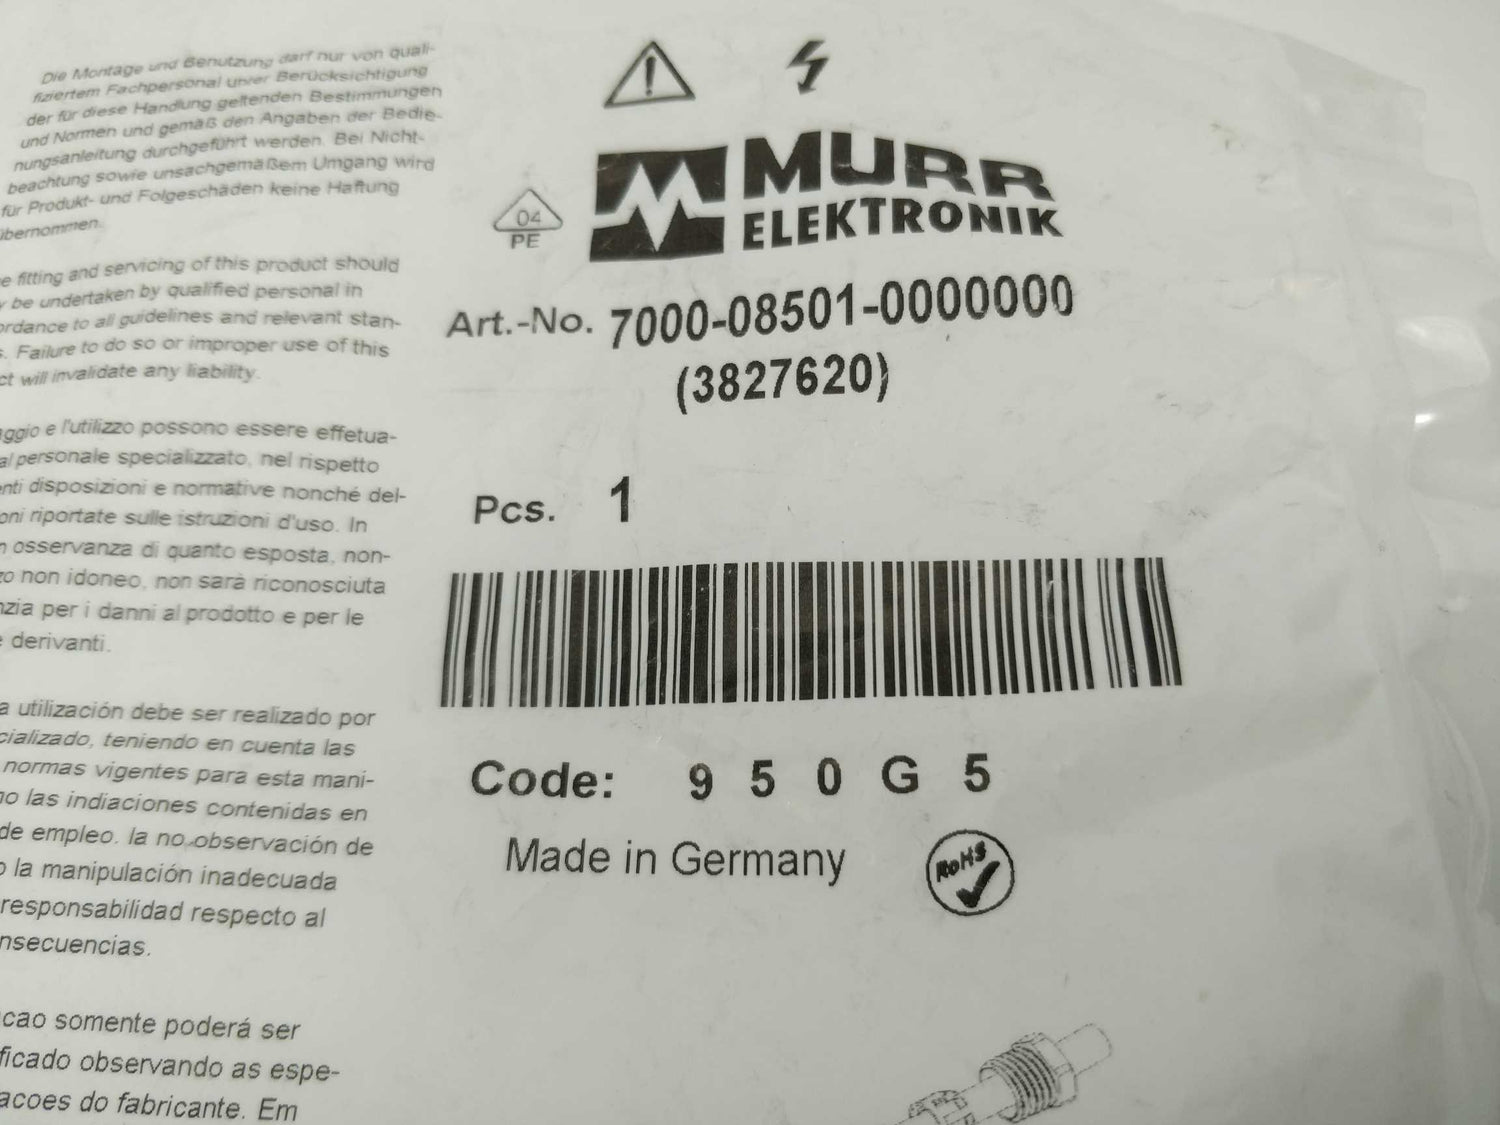 Die Montage und Benutzung darf nur von quali-
fiziertem Fachpersonal unter Berücksichtigung
der für diese Handlung geltenden Bestimmungen
und Normen und gemäß den Angaben der Bedie-
nungsanleitung durchgeführt werden. Bei Nicht-
beachtung sowie unsachgemäßem Umgang wird
für Produkt- und Folgeschäden keine Haftung
übernommen.
fitting and servicing of this product should
be undertaken by qualified personal in
to all guidelines and relevant stan-
Failure to do so or improper use of this
will invalidate any liability.
e l'utilizzo possono essere effetua-
personale specializzato, nel rispetto
disposizioni e normative nonché del-
riportate sulle istruzioni d'uso. In
osservanza di quanto esposta, non-
non idoneo, non sarà riconosciuta
per i danni al prodotto e per le
derivanti.
utilización debe ser realizado por
teniendo en cuenta las
normas vigentes para esta mani-
las indiaciones contenidas en
de empleo. la no observación de
la manipulación inadecuada
responsabilidad respecto al
somente poderá ser
observando as espe-
do fabricante. Em
04
PE
MURR
ELEKTRONIK
Art.-No. 7000-08501-0000000
(3827620)
Pcs. 1
Code: 9 5 0 G 5
Made in Germany
RoHS